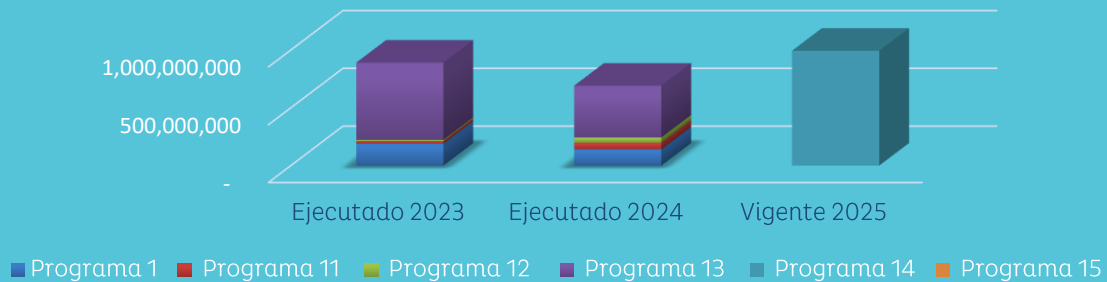 1,000,000,000
500,000,000
-
Ejecutado 2023 Ejecutado 2024 Vigente 2025
Programa 1 Programa 11 Programa 12 Programa 13 Programa 14 Programa 15